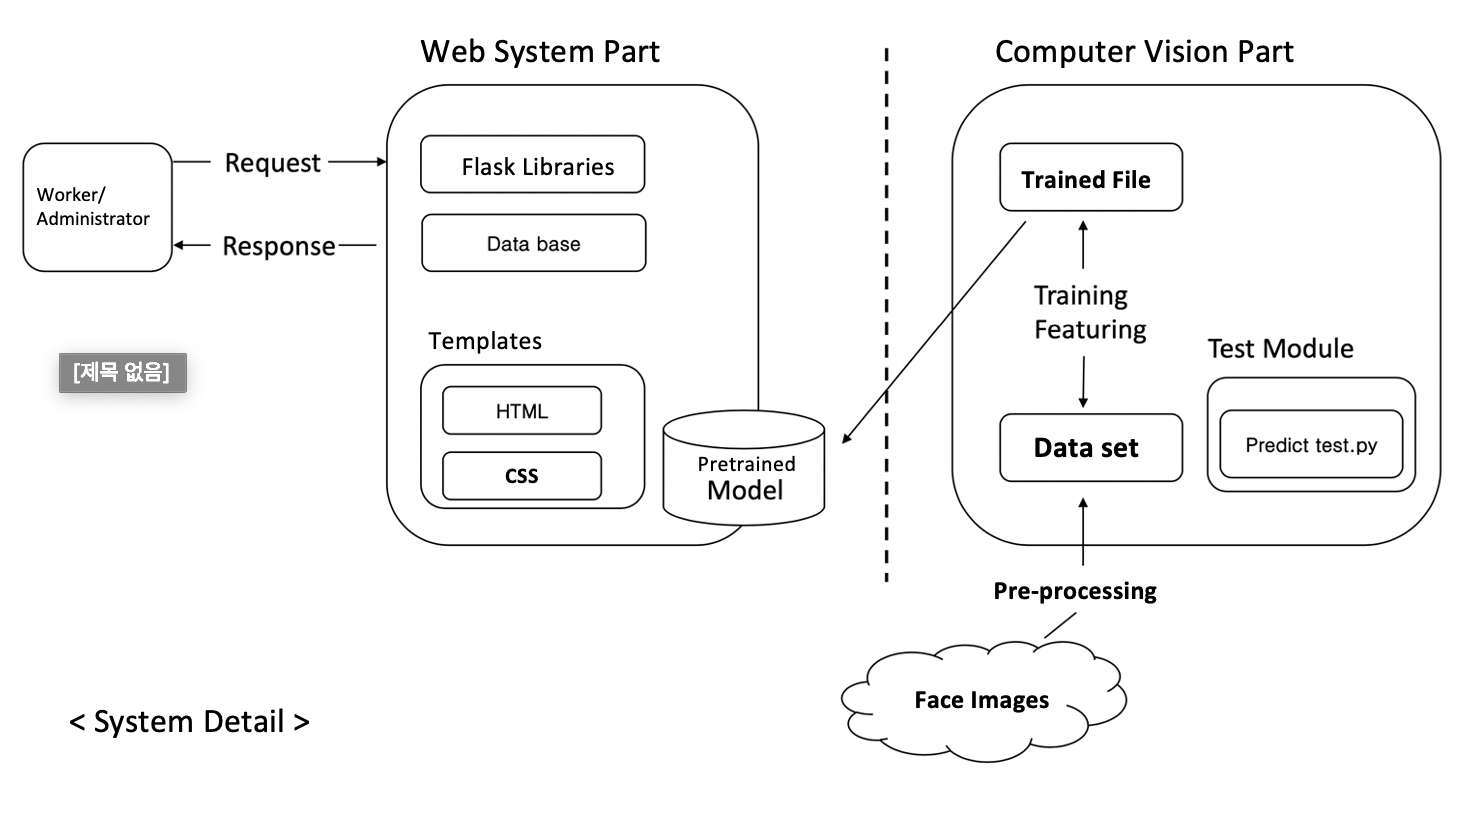 Web System Part
Computer Vision Part
Worker/
Administrator
Request
Response
Flask Libraries
Data base
Templates
HTML
CSS
Pretrained
Model
Trained File
Training
Featuring
Data set
Test Module
Predict test.py
Pre-processing
Face Images
[제목 없음]
< System Detail >